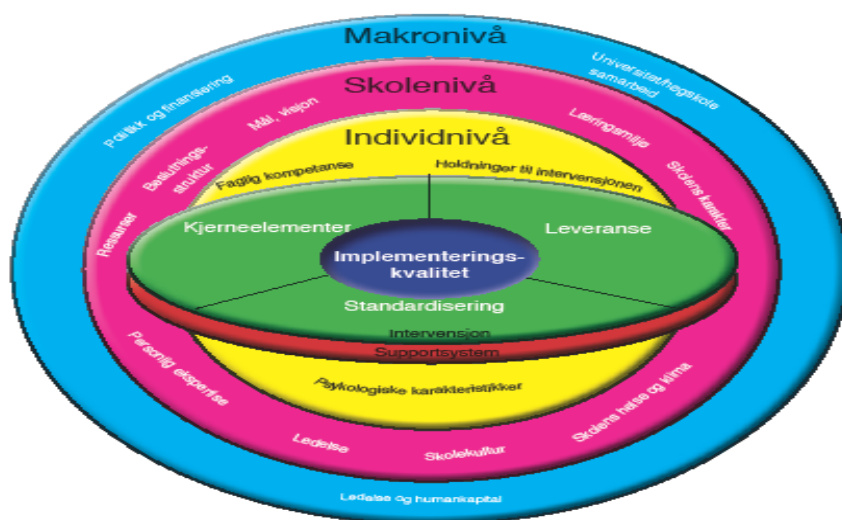 Makronivå
Politikk og finansiering
Universitet/høgskole
samarbeid
Skolenivå
Mål, visjon
Læringsmiljø
Beslutnings-
struktur
Skolens karakter
Ressurser
Individnivå
Faglig kompetanse
Holdninger til intervensjonen
Kjerneelementer
Leveranse
Implementerings-
kvalitet
Standardisering
Intervensjon
Supportsystem
Psykologiske karakteristikker
Personlig ekspertise
Ledelse
Skolekultur
Skolens helse og klima
Ledelse og humankapital